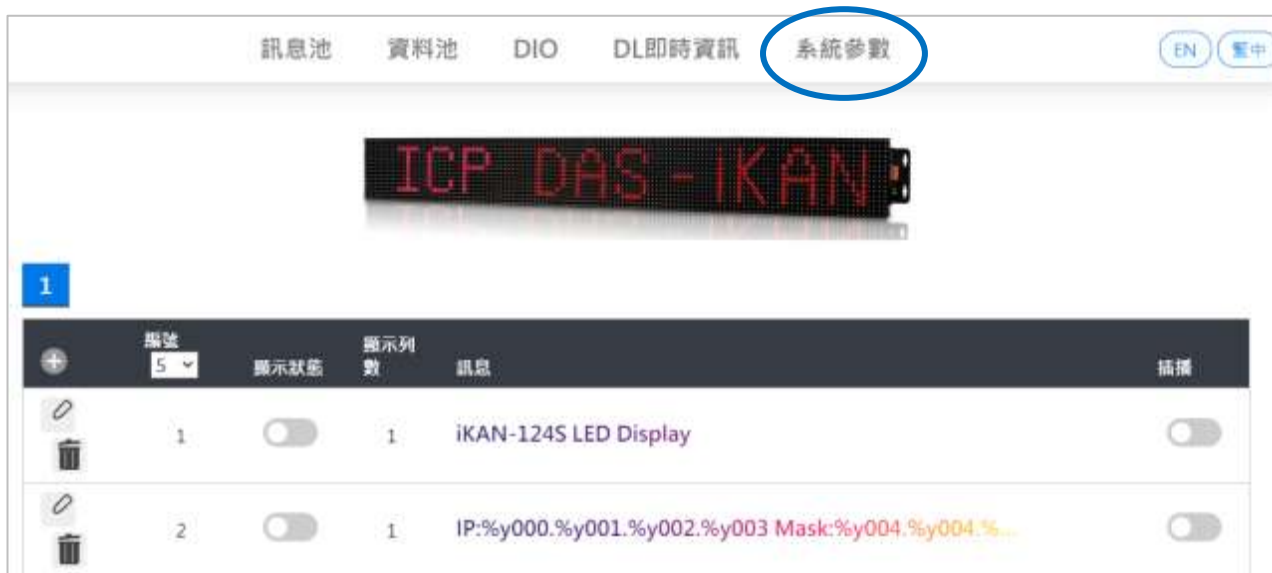 訊息池 資料池 DIO DL即時資訊 系統參數 EN 繁中
ICP DAS-iKAN
1
編號 5 顯示狀態 顯示列數 訊息 插播
1 1 iKAN-124S LED Display
2 1 IP:%y000.%y001.%y002.%y003 Mask:%y004.%y004.%...